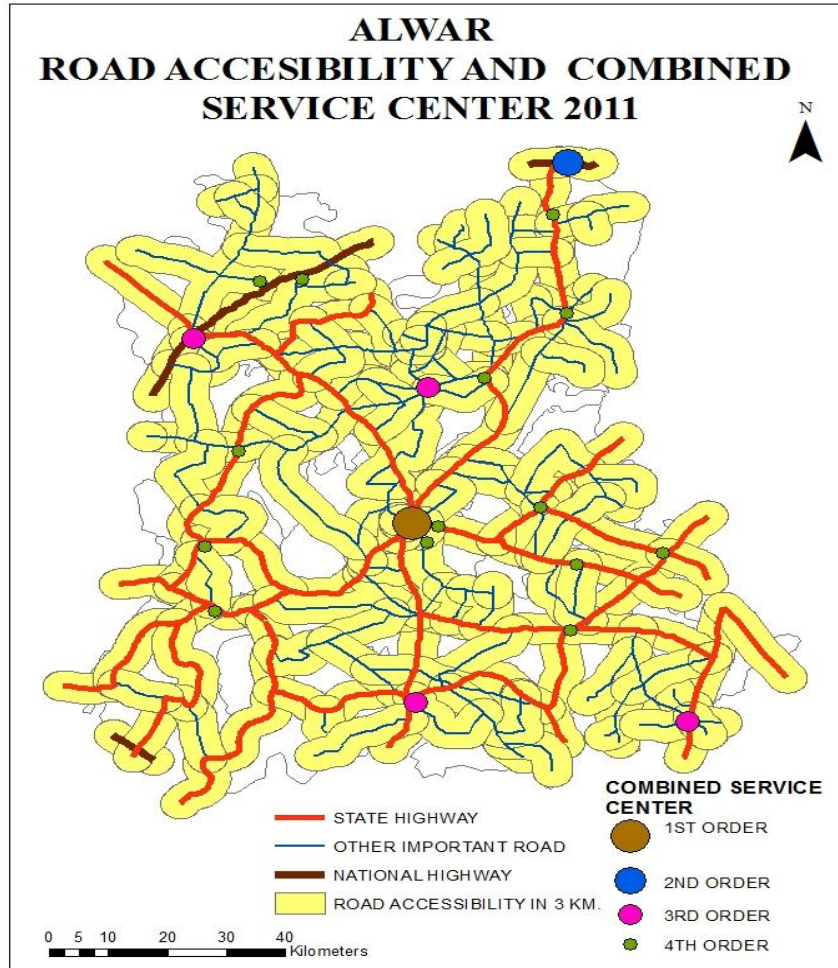 ALWAR
ROAD ACCESIBILITY AND COMBINED
SERVICE CENTER 2011
N
STATE HIGHWAY
OTHER IMPORTANT ROAD
NATIONAL HIGHWAY
ROAD ACCESSIBILITY IN 3 KM.
COMBINED SERVICE
CENTER
1ST ORDER
2ND ORDER
3RD ORDER
4TH ORDER
0 5 10 20 30 40
Kilometers